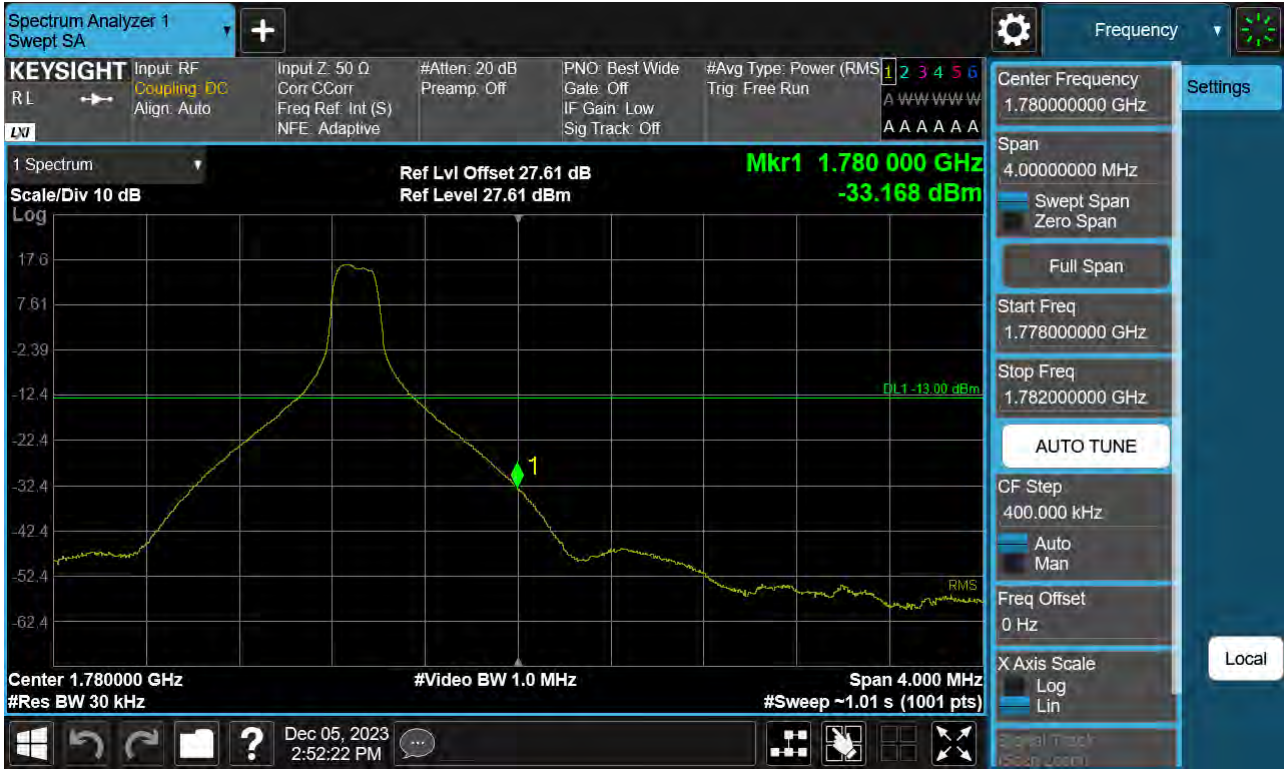 Spectrum Analyzer 1
Swept SA
Frequency
KEYSIGHT
R L
LXI
Input: RF
Coupling: DC
Align: Auto
Input Z: 50 Ω
Corr CCorr
Freq Ref: Int (S)
NFE: Adaptive
#Atten: 20 dB
Preamp: Off
PNO: Best Wide
Gate: Off
IF Gain: Low
Sig Track: Off
#Avg Type: Power (RMS
Trig: Free Run
1 2 3 4 5 6
A W W W W W
A A A A A A
1 Spectrum
Scale/Div 10 dB
Log
Ref Lvl Offset 27.61 dB
Ref Level 27.61 dBm
Mkr1 1.780 000 GHz
-33.168 dBm
17.6
7.61
-2.39
-12.4
-22.4
-32.4
-42.4
-52.4
-62.4
DL1 -13.00 dBm
1
RMS
Center 1.780000 GHz
#Res BW 30 kHz
#Video BW 1.0 MHz
Span 4.000 MHz
#Sweep ~1.01 s (1001 pts)
Center Frequency
1.780000000 GHz
Settings
Span
4.00000000 MHz
Swept Span
Zero Span
Full Span
Start Freq
1.778000000 GHz
Stop Freq
1.782000000 GHz
AUTO TUNE
CF Step
400.000 kHz
Auto
Man
Freq Offset
0 Hz
X Axis Scale
Log
Lin
Local
Signal Track
(Span Zoom)
?
Dec 05, 2023
2:52:22 PM